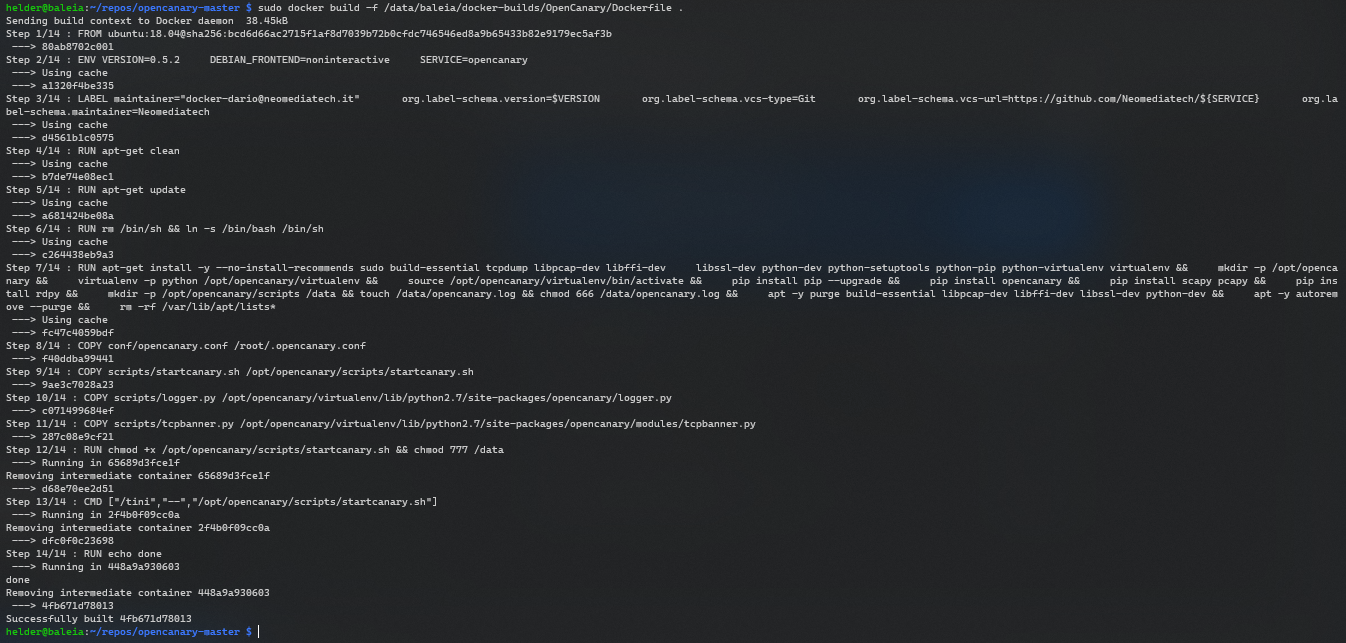 helder@baleia:~/repos/opencanary-master $ sudo docker build -f /data/baleia/docker-builds/OpenCanary/Dockerfile .
Sending build context to Docker daemon  38.45kB
Step 1/14 : FROM ubuntu:18.04@sha256:bcd6d66ac2715f1af8d7039b72b0cfdc746546ed8a9b65433b82e9179ec5af3b
 ---> 80ab8702c001
Step 2/14 : ENV VERSION=0.5.2     DEBIAN_FRONTEND=noninteractive     SERVICE=opencanary
 ---> Using cache
 ---> a1320f4be335
Step 3/14 : LABEL maintainer="docker-dario@neomediatech.it"       org.label-schema.version=$VERSION       org.label-schema.vcs-type=Git       org.label-schema.vcs-url=https://github.com/Neomediatech/${SERVICE}       org.la
bel-schema.maintainer=Neomediatech
 ---> Using cache
 ---> d4561b1c0575
Step 4/14 : RUN apt-get clean
 ---> Using cache
 ---> b7de74e08ec1
Step 5/14 : RUN apt-get update
 ---> Using cache
 ---> a681424be08a
Step 6/14 : RUN rm /bin/sh && ln -s /bin/bash /bin/sh
 ---> Using cache
 ---> c264438eb9a3
Step 7/14 : RUN apt-get install -y --no-install-recommends sudo build-essential tcpdump libpcap-dev libffi-dev     libssl-dev python-dev python-setuptools python-pip python-virtualenv virtualenv &&     mkdir -p /opt/openca
nary &&     virtualenv -p python /opt/opencanary/virtualenv &&     source /opt/opencanary/virtualenv/bin/activate &&     pip install pip --upgrade &&     pip install opencanary &&     pip install scapy pcapy &&     pip ins
tall rdpy &&     mkdir -p /opt/opencanary/scripts /data && touch /data/opencanary.log && chmod 666 /data/opencanary.log &&     apt -y purge build-essential libpcap-dev libffi-dev libssl-dev python-dev &&     apt -y autorem
ove --purge &&     rm -rf /var/lib/apt/lists*
 ---> Using cache
 ---> fc47c4059bdf
Step 8/14 : COPY conf/opencanary.conf /root/.opencanary.conf
 ---> f40ddba99441
Step 9/14 : COPY scripts/startcanary.sh /opt/opencanary/scripts/startcanary.sh
 ---> 9ae3c7028a23
Step 10/14 : COPY scripts/logger.py /opt/opencanary/virtualenv/lib/python2.7/site-packages/opencanary/logger.py
 ---> c071499684ef
Step 11/14 : COPY scripts/tcpbanner.py /opt/opencanary/virtualenv/lib/python2.7/site-packages/opencanary/modules/tcpbanner.py
 ---> 287c08e9cf21
Step 12/14 : RUN chmod +x /opt/opencanary/scripts/startcanary.sh && chmod 777 /data
 ---> Running in 65689d3fce1f
Removing intermediate container 65689d3fce1f
 ---> d68e70ee2d51
Step 13/14 : CMD ["/tini","--","/opt/opencanary/scripts/startcanary.sh"]
 ---> Running in 2f4b0f09cc0a
Removing intermediate container 2f4b0f09cc0a
 ---> dfc0f0c23698
Step 14/14 : RUN echo done
 ---> Running in 448a9a930603
done
Removing intermediate container 448a9a930603
 ---> 4fb671d78013
Successfully built 4fb671d78013
helder@baleia:~/repos/opencanary-master $